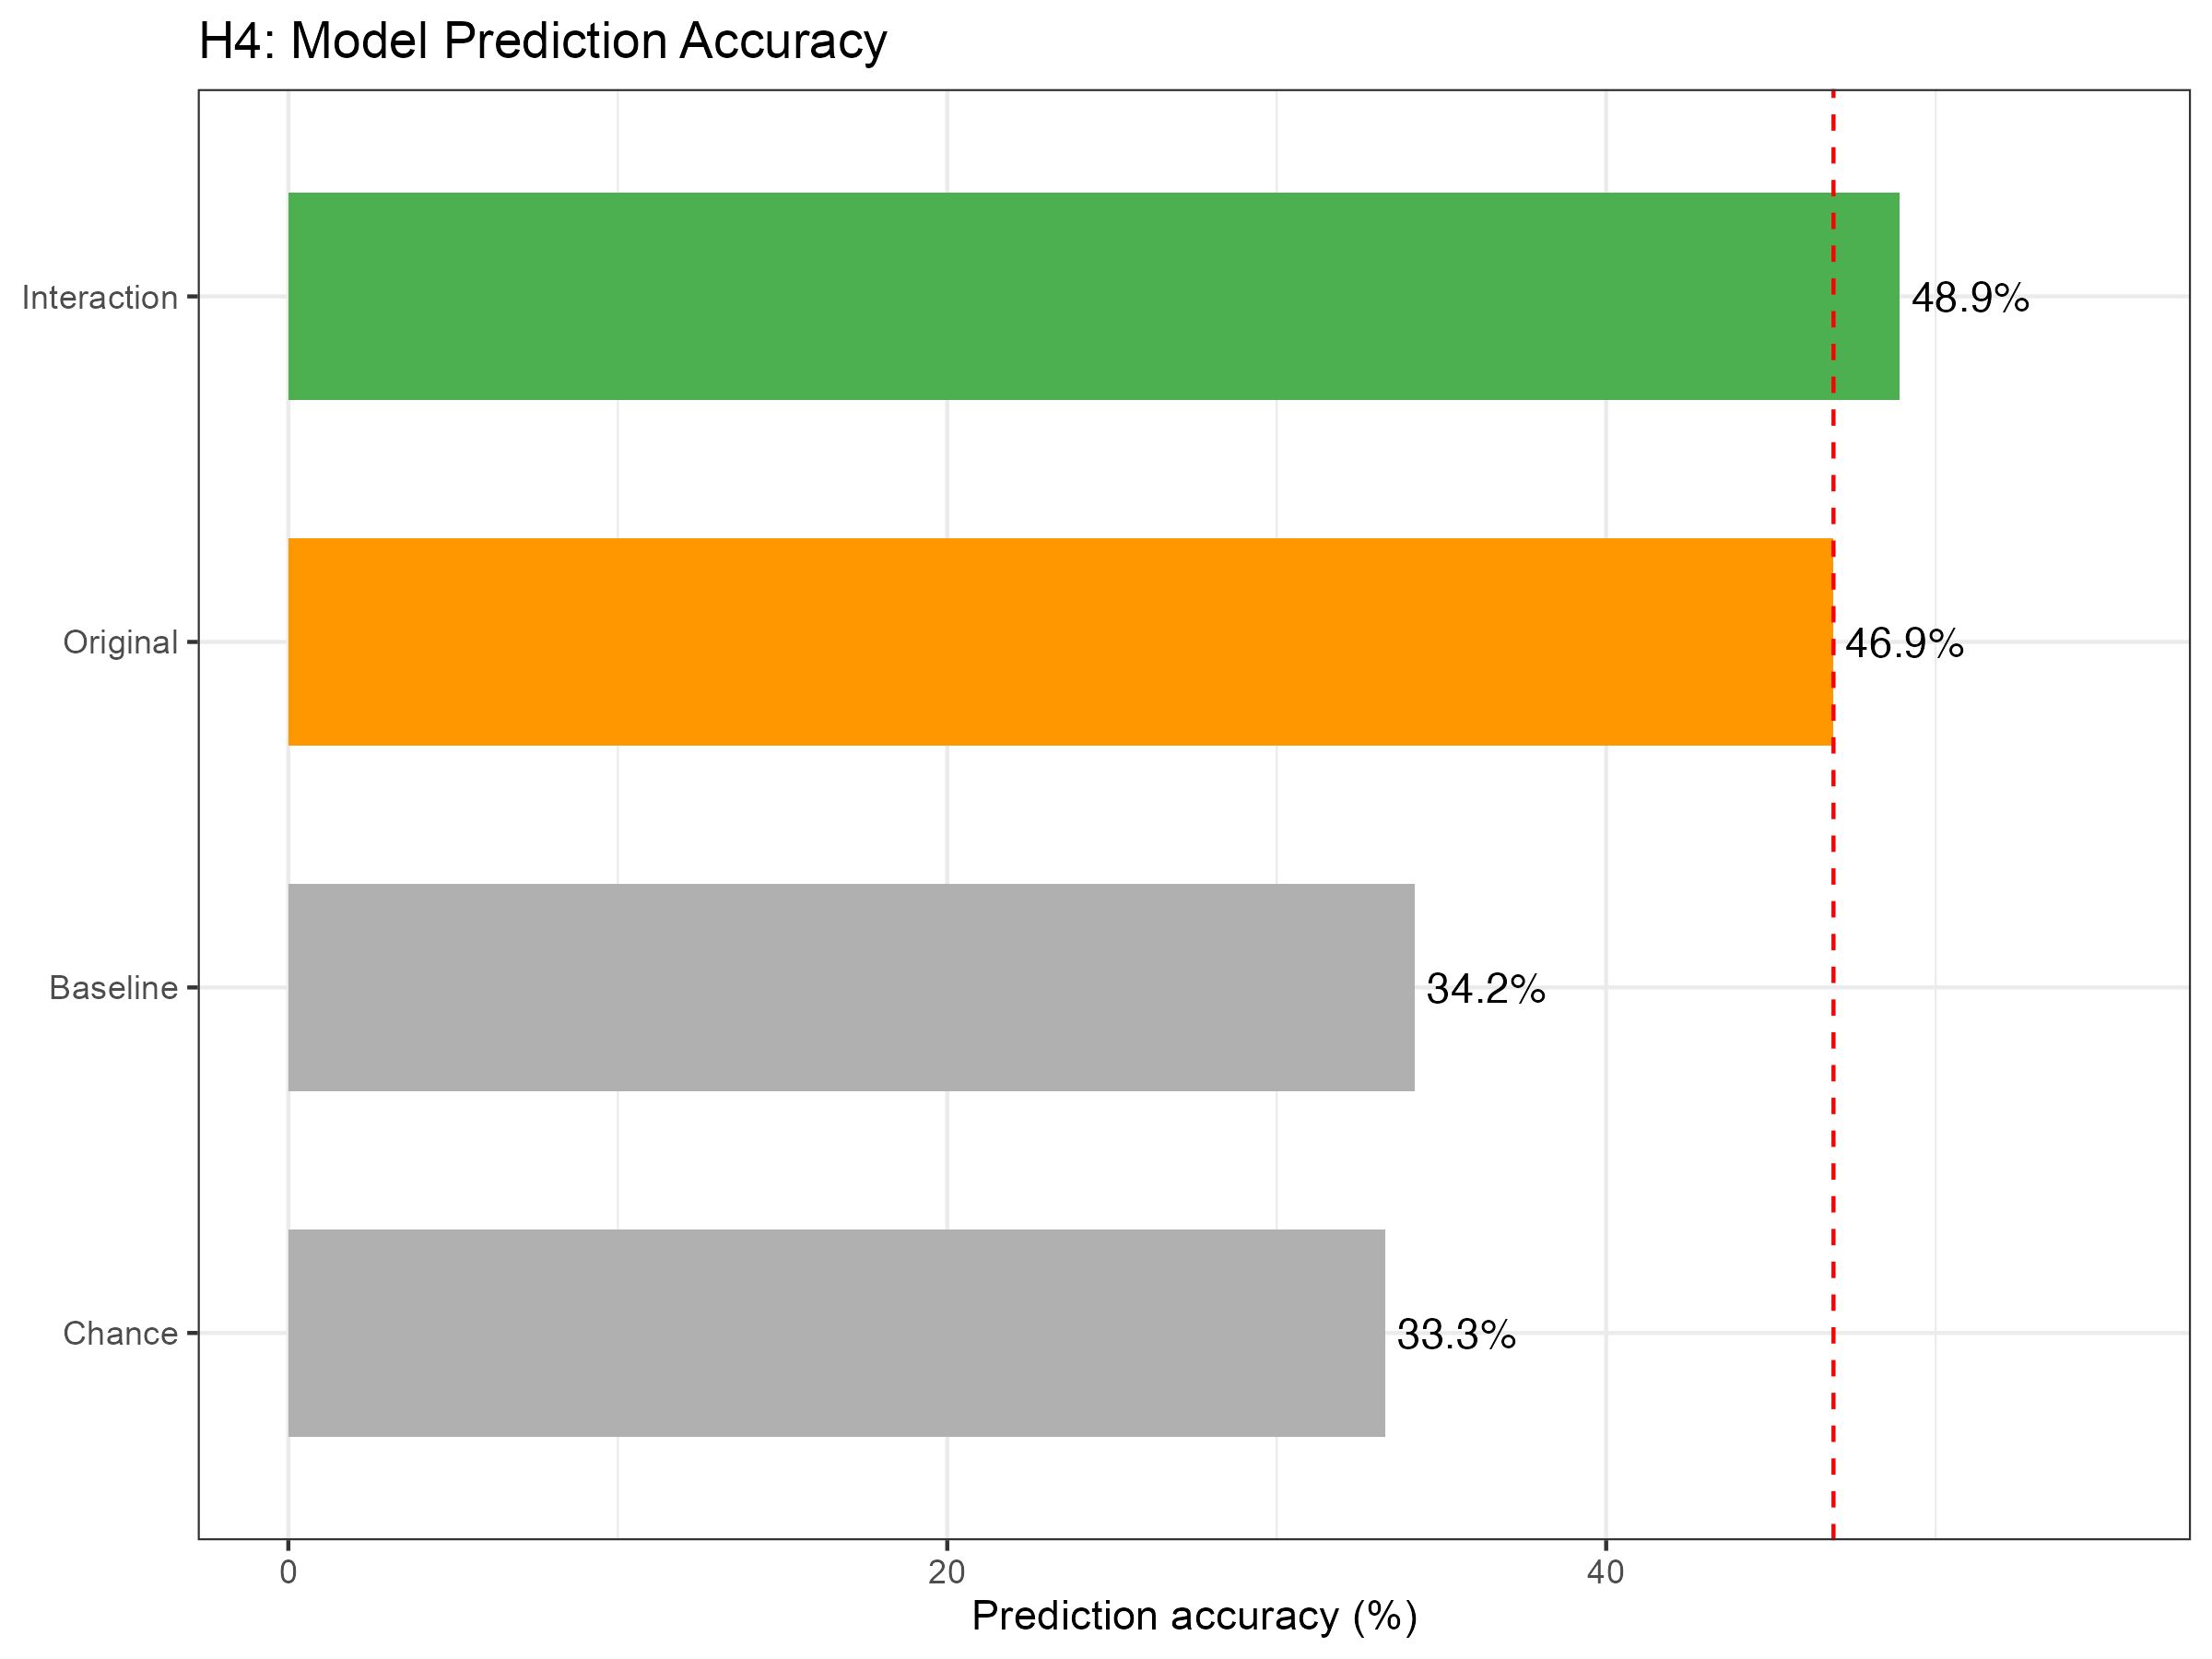 H4: Model Prediction Accuracy
Interaction
48.9%
Original
46.9%
Baseline
34.2%
Chance
33.3%
0
20
40
Prediction accuracy (%)